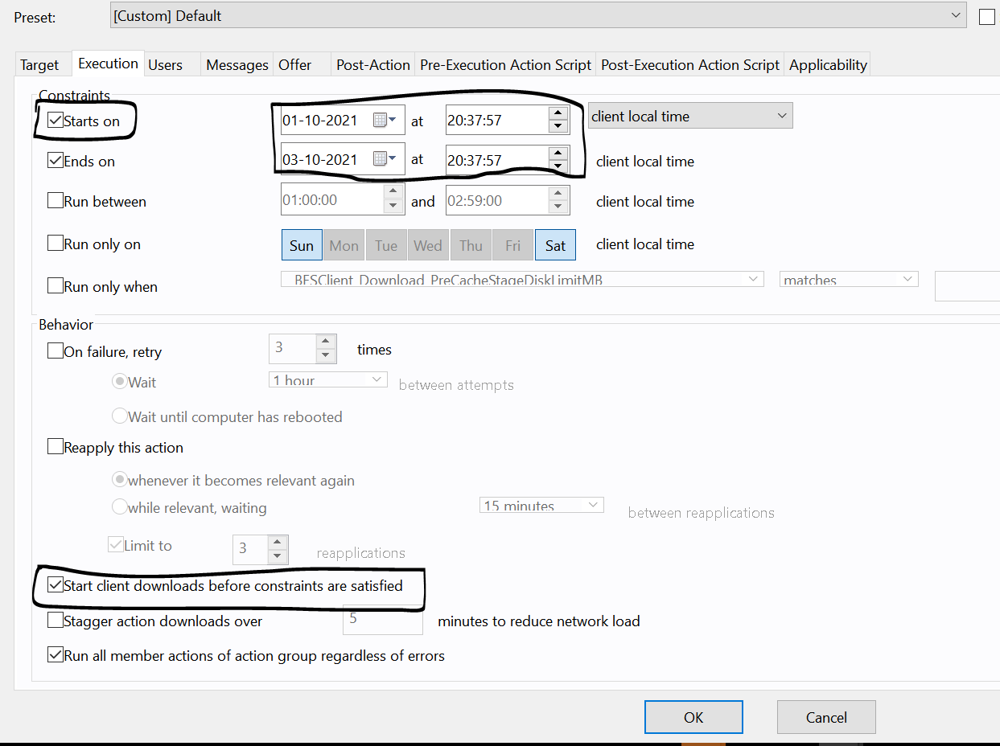 Preset: [Custom] Default
Target Execution Users Messages Offer Post-Action Pre-Execution Action Script Post-Execution Action Script Applicability
Constraints
Starts on 01-10-2021 at 20:37:57 client local time
Ends on 03-10-2021 at 20:37:57 client local time
Run between 01:00:00 and 02:59:00 client local time
Run only on Sun Mon Tue Wed Thu Fri Sat client local time
Run only when BESClient_Download_PreCacheStageDiskLimitMB matches
Behavior
On failure, retry 3 times
Wait 1 hour between attempts
Wait until computer has rebooted
Reapply this action
whenever it becomes relevant again
while relevant, waiting 15 minutes between reapplications
Limit to 3 reapplications
Start client downloads before constraints are satisfied
Stagger action downloads over 5 minutes to reduce network load
Run all member actions of action group regardless of errors
OK Cancel